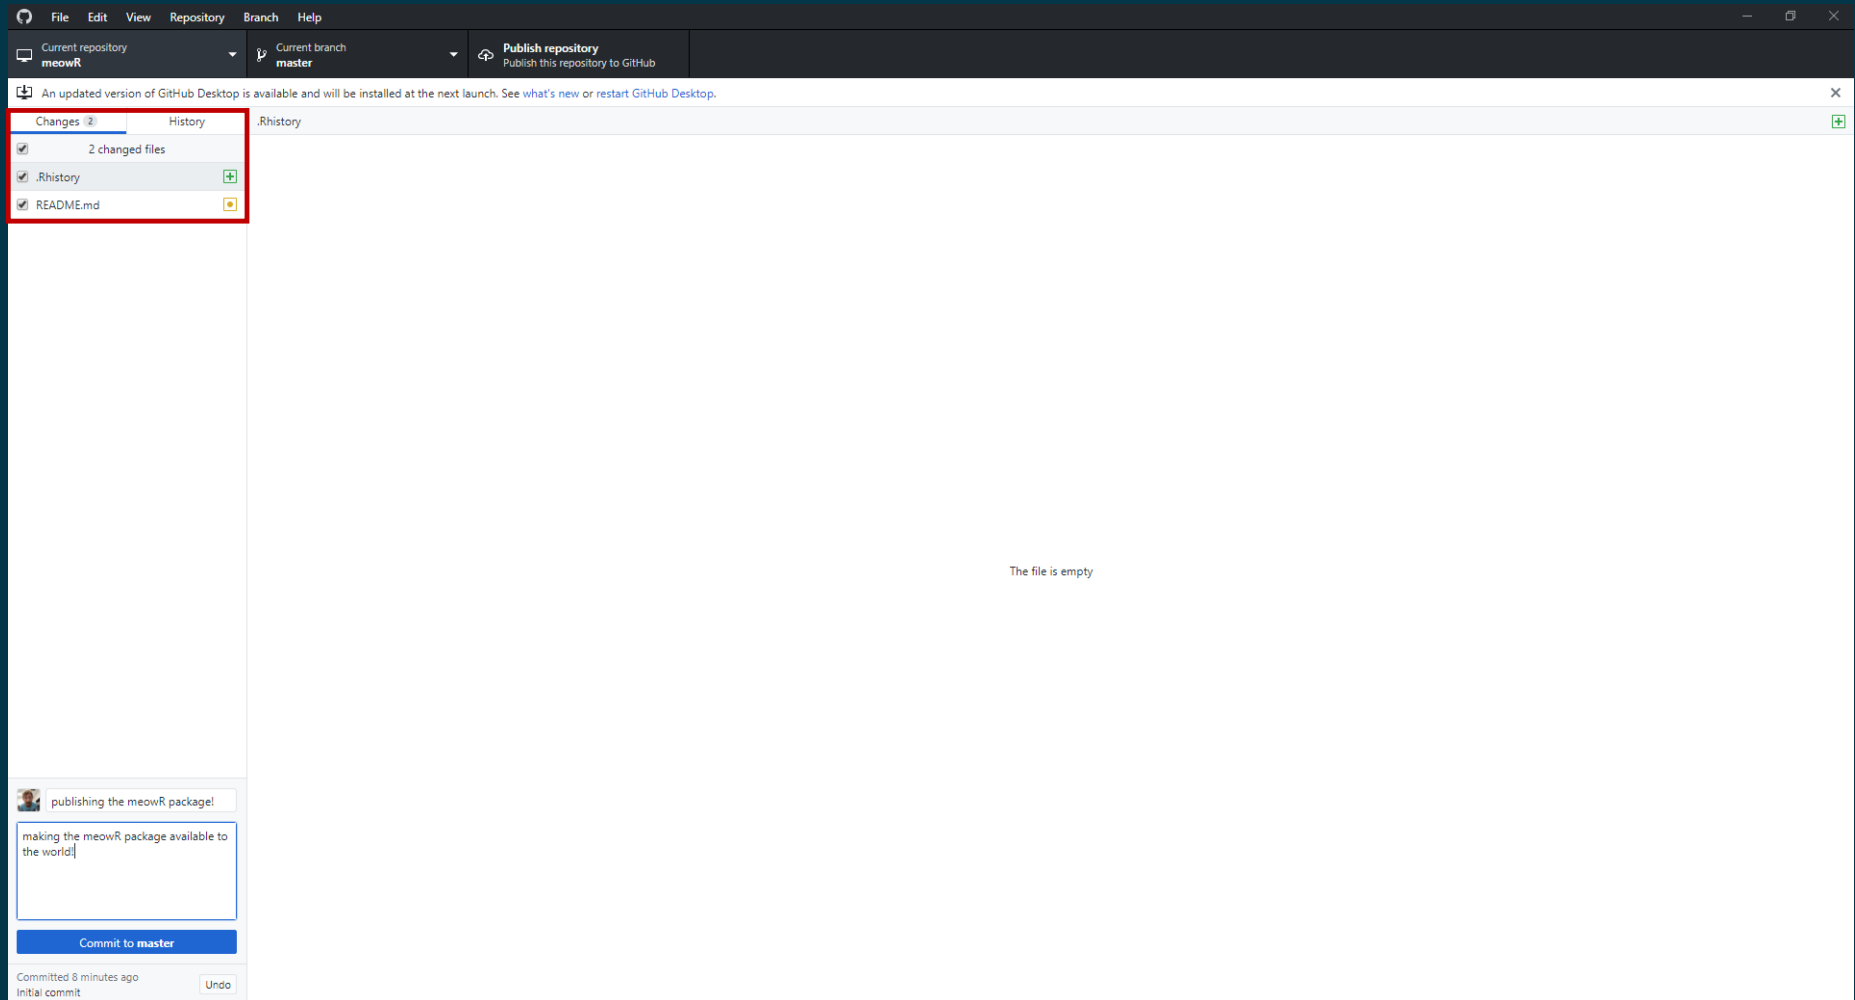 File Edit View Repository Branch Help
Current repository
meowR
Current branch
master
Publish repository
Publish this repository to GitHub
An updated version of GitHub Desktop is available and will be installed at the next launch. See what's new or restart GitHub Desktop.
Changes 2 History
.Rhistory
2 changed files
.Rhistory
README.md
The file is empty
publishing the meowR package!
making the meowR package available to
the world!
Commit to master
Committed 8 minutes ago
Initial commit
Undo